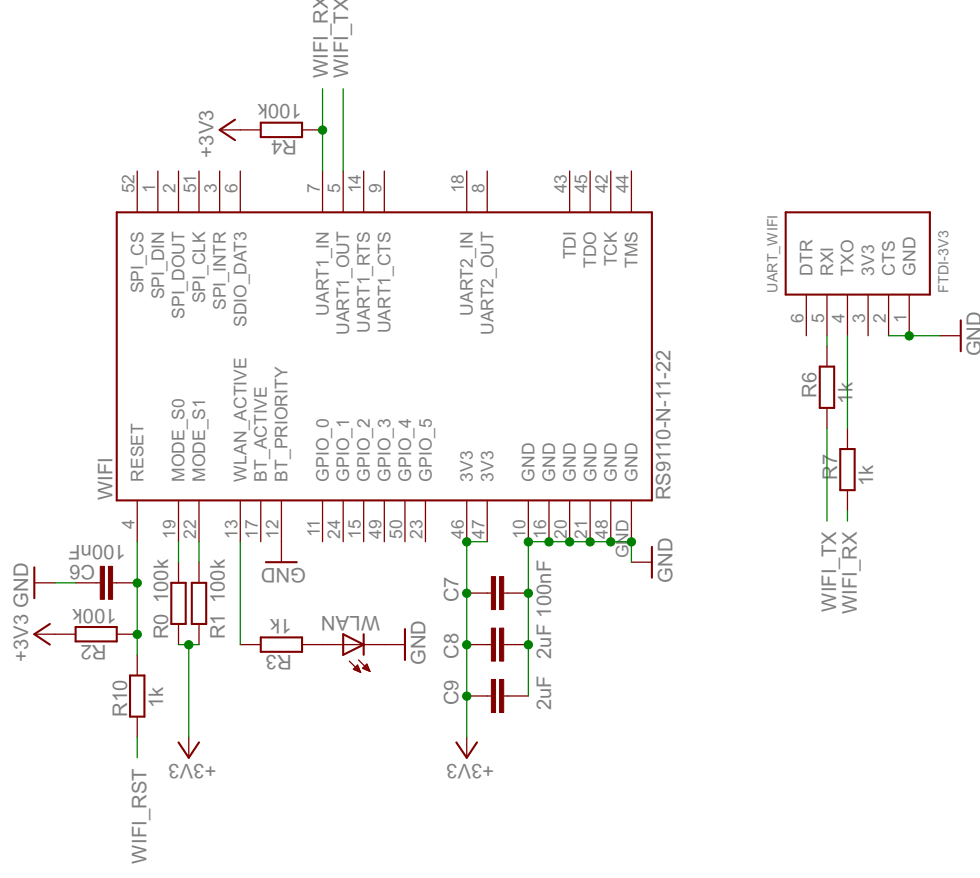 WIFI_RX
WIFI_TX
+3V3
100k
R4
52
1
2
51
3
6
7
5
14
9
18
8
43
45
42
44
SPI_CS
SPI_DIN
SPI_DOUT
SPI_CLK
SPI_INTR
SDIO_DAT3
UART1_IN
UART1_OUT
UART1_RTS
UART1_CTS
UART2_IN
UART2_OUT
TDI
TDO
TCK
TMS
RESET
MODE_S0
MODE_S1
WLAN_ACTIVE
BT_ACTIVE
BT_PRIORITY
GPIO_0
GPIO_1
GPIO_2
GPIO_3
GPIO_4
GPIO_5
3V3
3V3
GND
GND
GND
GND
GND
GND
WIFI
RS9110-N-11-22
4
19
22
13
17
12
11
24
15
49
50
23
46
47
10
16
20
21
48
GND
GND
C6
100nF
+3V3
R2
100k
R10
1k
WIFI_RST
R0
100k
R1
100k
+3V3
GND
R3
1k
WLAN
GND
C7
100nF
C8
2uF
C9
2uF
+3V3
GND
UART_WIFI
FTDI-3V3
DTR
RXI
TXO
3V3
CTS
GND
6
5
4
3
2
1
GND
R6
1k
R7
1k
WIFI_TX
WIFI_RX